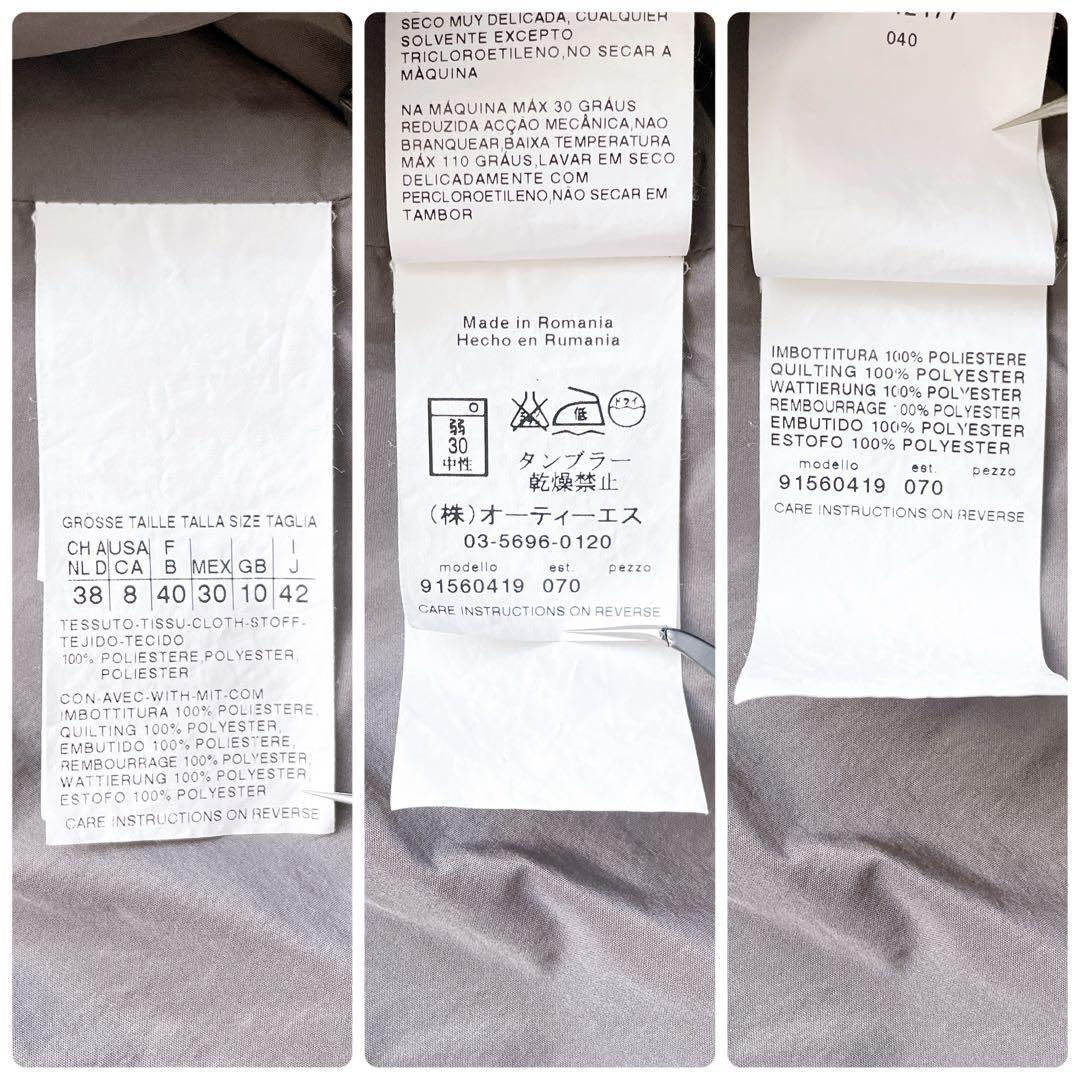 GRÖSSE TAILLE TALLA SIZE TAGLIA
CH A USA F I
NL D CA B MEX GB J
38 8 40 30 10 42
TESSUTO-TISSU-CLOTH-STOFF-
TEJIDO-TECIDO
100% POLIESTERE,POLYESTER,
POLIESTER
CON-AVEC-WITH-MIT-COM
IMBOTTITURA 100% POLIESTERE,
QUILTING 100% POLYESTER,
EMBUTIDO 100% POLIESTERE,
REMBOURRAGE 100% POLYESTER,
WATTIERUNG 100% POLYESTER,
ESTOFO 100% POLYESTER
CARE INSTRUCTIONS ON REVERSE
SECO MUY DELICADA, CUALQUIER
SOLVENTE EXCEPTO
TRICLOROETILENO,NO SECAR A
MÀQUINA
NA MÁQUINA MÁX 30 GRÁUS
REDUZIDA ACÇÃO MECÂNICA,NAO
BRANQUEAR,BAIXA TEMPERATURA
MÁX 110 GRÁUS,LAVAR EM SECO
DELICADAMENTE COM
PERCLOROETILENO,NÃO SECAR EM
TAMBOR
Made in Romania
Hecho en Rumania
弱
30
中性
低
ドライ
タンブラー
乾燥禁止
(株)オーティーエス
03-5696-0120
modello est. pezzo
91560419 070
CARE INSTRUCTIONS ON REVERSE
040
IMBOTTITURA 100% POLIESTERE
QUILTING 100% POLYESTER
WATTIERUNG 100% POLYESTER
REMBOURRAGE 100% POLYESTER
EMBUTIDO 100% POLYESTER
ESTOFO 100% POLYESTER
modello est. pezzo
91560419 070
CARE INSTRUCTIONS ON REVERSE